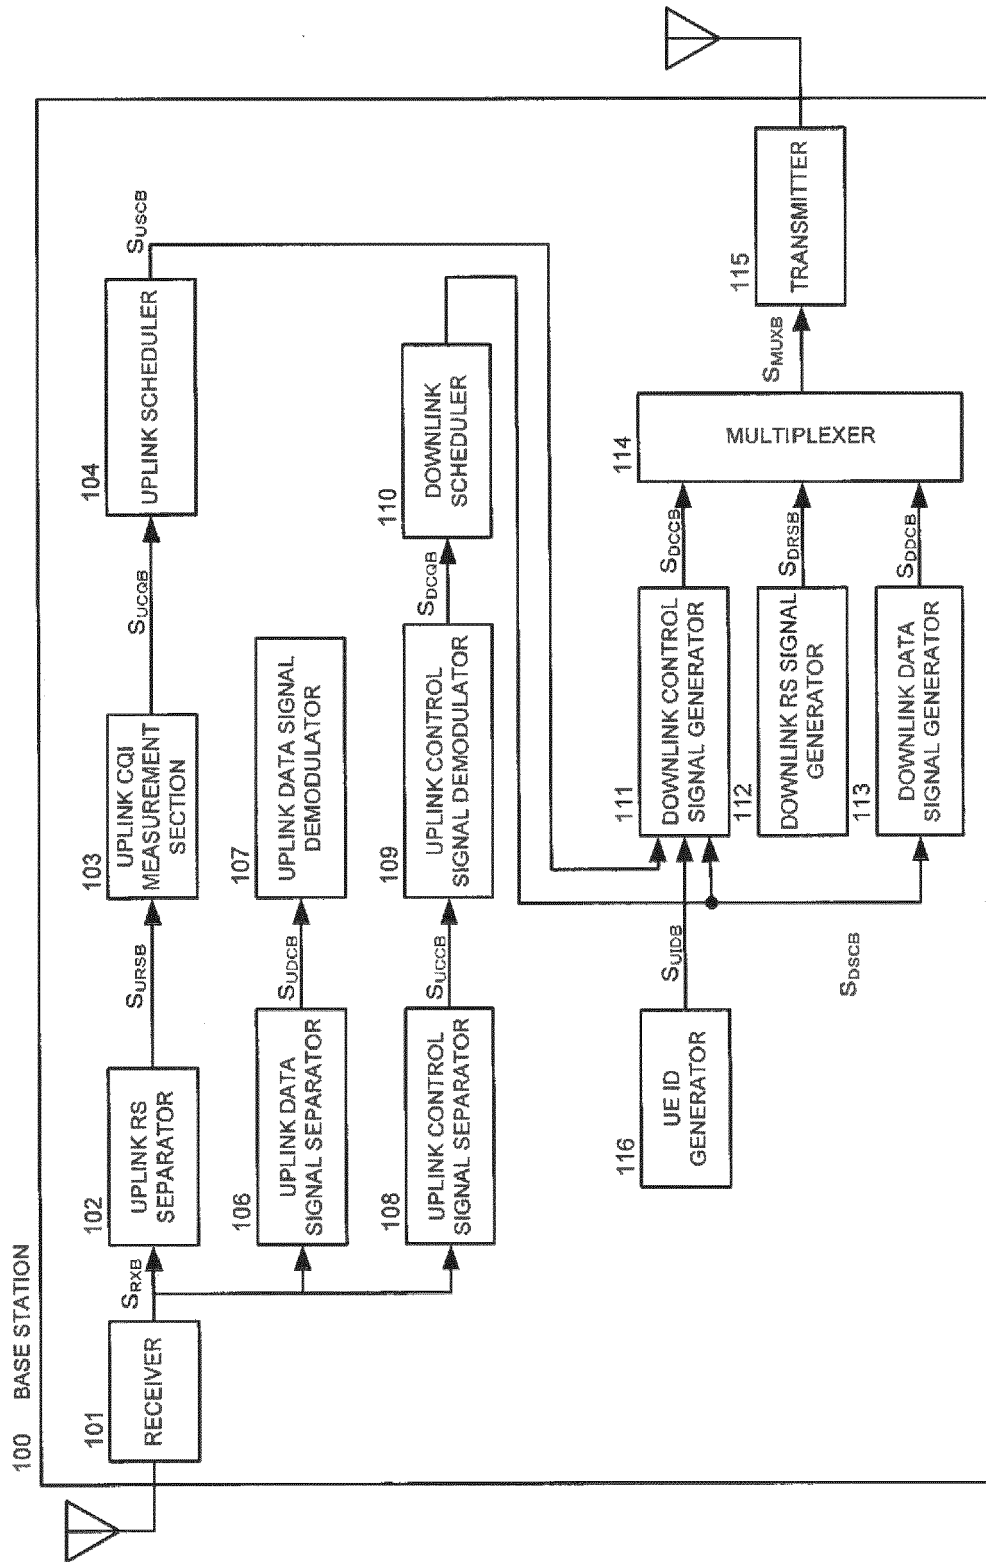 100 BASE STATION
101
RECEIVER
SRXB
102
UPLINK RS
SEPARATOR
SURSB
103
UPLINK CQI
MEASUREMENT
SECTION
SUCQB
104
UPLINK SCHEDULER
SUSCB
106
UPLINK DATA
SIGNAL SEPARATOR
SUDCB
107
UPLINK DATA SIGNAL
DEMODULATOR
108
UPLINK CONTROL
SIGNAL SEPARATOR
SUCCB
109
UPLINK CONTROL
SIGNAL DEMODULATOR
SDCQB
110
DOWNLINK
SCHEDULER
116
UE ID
GENERATOR
SUIDB
SDSCB
111
DOWNLINK CONTROL
SIGNAL GENERATOR
SDCCB
112
DOWNLINK RS SIGNAL
GENERATOR
SDRSB
113
DOWNLINK DATA
SIGNAL GENERATOR
SDDCB
114
MULTIPLEXER
SMUXB
115
TRANSMITTER